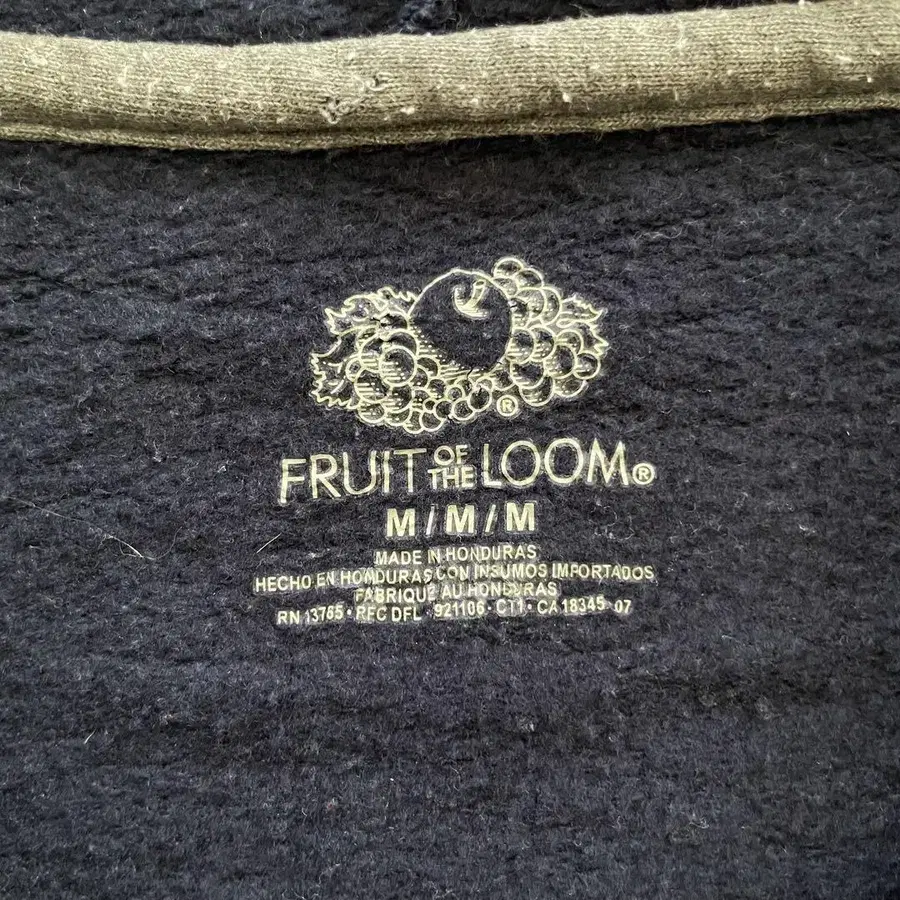 ®
FRUIT OF THE LOOM®
M / M / M
MADE IN HONDURAS
HECHO EN HONDURAS CON INSUMOS IMPORTADOS
FABRIQUÉ AU HONDURAS
RN 13765 • RFC DFL - 921106 - CT1 • CA 18345 07